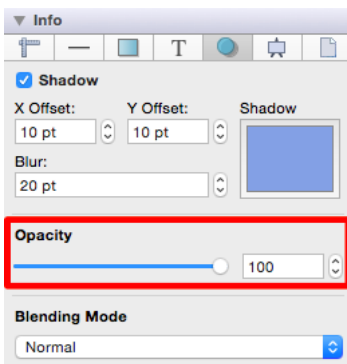 Info
T
Shadow
X Offset: Y Offset: Shadow
10 pt 10 pt
Blur:
20 pt
Opacity
100
Blending Mode
Normal